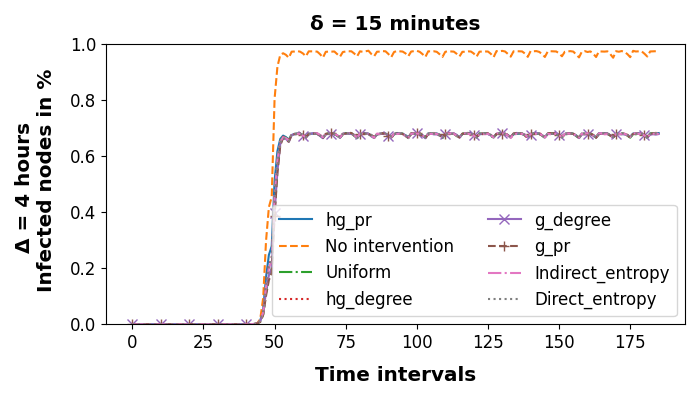 δ = 15 minutes
Δ = 4 hours
Infected nodes in %
1.0
0.8
0.6
0.4
0.2
0.0
hg_pr
No intervention
Uniform
hg_degree
g_degree
g_pr
Indirect_entropy
Direct_entropy
0 25 50 75 100 125 150 175
Time intervals